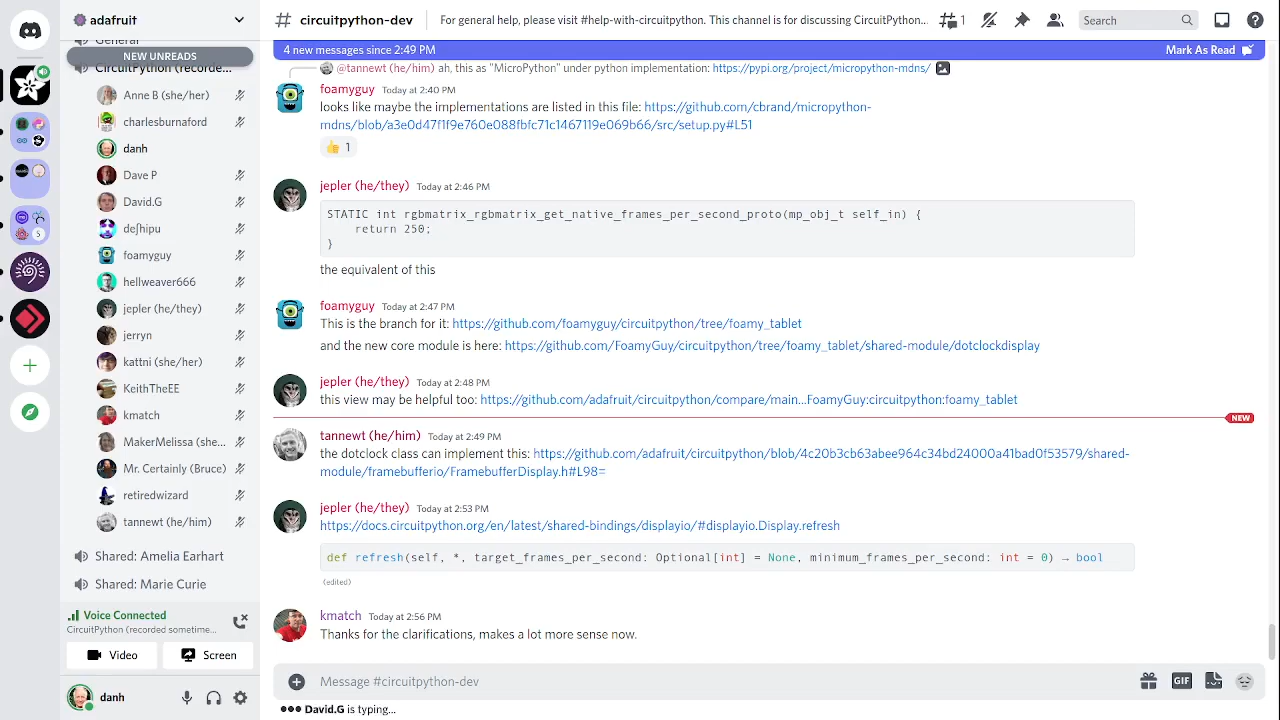 adafruit
# circuitpython-dev
For general help, please visit #help-with-circuitpython. This channel is for discussing CircuitPython...
1
Search
General
NEW UNREADS
CircuitPython (recorde...
Anne B (she/her)
charlesburnaford
danh
Dave P
David.G
deʃhipu
foamyguy
hellweaver666
jepler (he/they)
jerryn
kattni (she/her)
KeithTheEE
kmatch
MakerMelissa (she...
Mr. Certainly (Bruce)
retiredwizard
tannewt (he/him)
Shared: Amelia Earhart
Shared: Marie Curie
Voice Connected
CircuitPython (recorded sometime...
Video
Screen
danh
4 new messages since 2:49 PM
Mark As Read
@tannewt (he/him) ah, this as "MicroPython" under python implementation: https://pypi.org/project/micropython-mdns/
foamyguy Today at 2:40 PM
looks like maybe the implementations are listed in this file: https://github.com/cbrand/micropython-
mdns/blob/a3e0d47f1f9e760e088fbfc71c1467119e069b66/src/setup.py#L51
👍 1
jepler (he/they) Today at 2:46 PM
STATIC int rgbmatrix_rgbmatrix_get_native_frames_per_second_proto(mp_obj_t self_in) {
return 250;
}
the equivalent of this
foamyguy Today at 2:47 PM
This is the branch for it: https://github.com/foamyguy/circuitpython/tree/foamy_tablet
and the new core module is here: https://github.com/FoamyGuy/circuitpython/tree/foamy_tablet/shared-module/dotclockdisplay
jepler (he/they) Today at 2:48 PM
this view may be helpful too: https://github.com/adafruit/circuitpython/compare/main...FoamyGuy:circuitpython:foamy_tablet
NEW
tannewt (he/him) Today at 2:49 PM
the dotclock class can implement this: https://github.com/adafruit/circuitpython/blob/4c20b3cb63abee964c34bd24000a41bad0f53579/shared-
module/framebufferio/FramebufferDisplay.h#L98=
jepler (he/they) Today at 2:53 PM
https://docs.circuitpython.org/en/latest/shared-bindings/displayio/#displayio.Display.refresh
def refresh(self, *, target_frames_per_second: Optional[int] = None, minimum_frames_per_second: int = 0) → bool
(edited)
kmatch Today at 2:56 PM
Thanks for the clarifications, makes a lot more sense now.
Message #circuitpython-dev
GIF
David.G is typing...